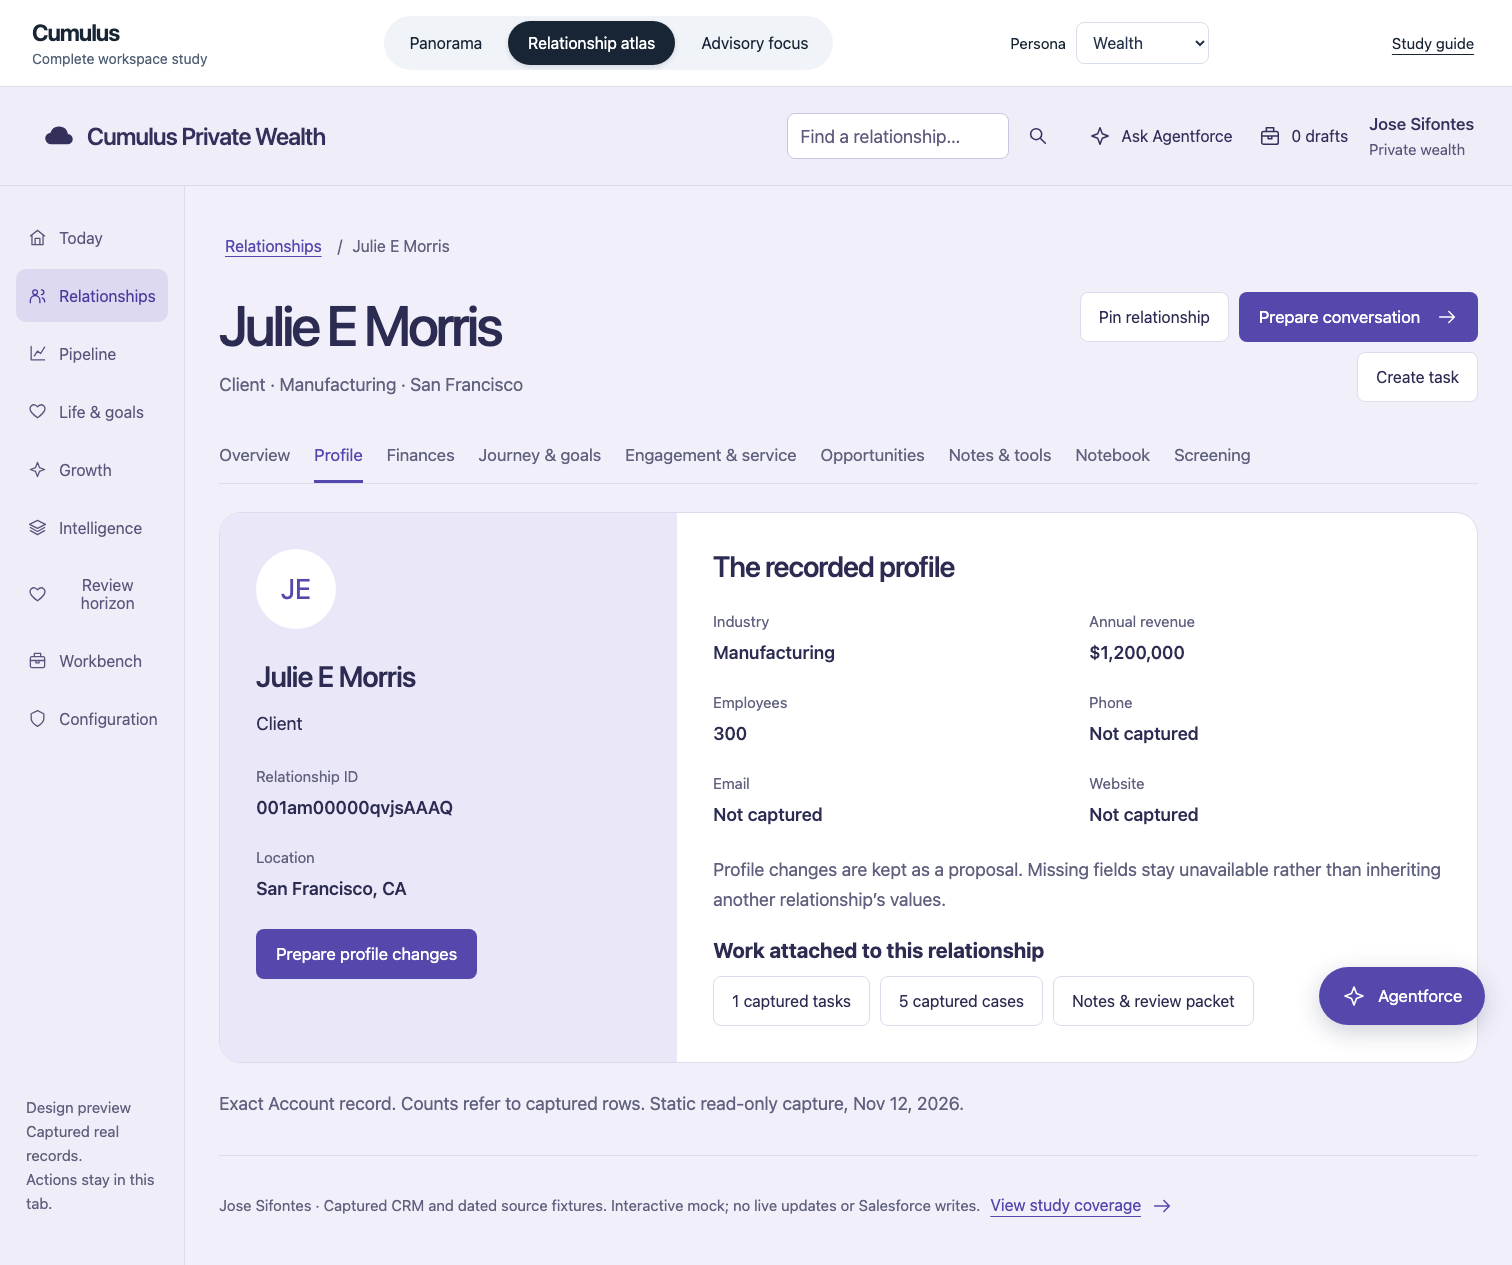 Cumulus
Complete workspace study
Panorama
Relationship atlas
Advisory focus
Persona
Wealth
Study guide
Cumulus Private Wealth
Find a relationship...
Ask Agentforce
0 drafts
Jose Sifontes
Private wealth
Today
Relationships
Pipeline
Life & goals
Growth
Intelligence
Review
horizon
Workbench
Configuration
Design preview
Captured real
records.
Actions stay in this
tab.
Relationships / Julie E Morris
Julie E Morris
Client · Manufacturing · San Francisco
Pin relationship
Prepare conversation
Create task
Overview
Profile
Finances
Journey & goals
Engagement & service
Opportunities
Notes & tools
Notebook
Screening
JE
Julie E Morris
Client
Relationship ID
001am00000qvjsAAAQ
Location
San Francisco, CA
Prepare profile changes
The recorded profile
Industry
Manufacturing
Annual revenue
$1,200,000
Employees
300
Phone
Not captured
Email
Not captured
Website
Not captured
Profile changes are kept as a proposal. Missing fields stay unavailable rather than inheriting
another relationship’s values.
Work attached to this relationship
1 captured tasks
5 captured cases
Notes & review packet
Agentforce
Exact Account record. Counts refer to captured rows. Static read-only capture, Nov 12, 2026.
Jose Sifontes · Captured CRM and dated source fixtures. Interactive mock; no live updates or Salesforce writes.
View study coverage